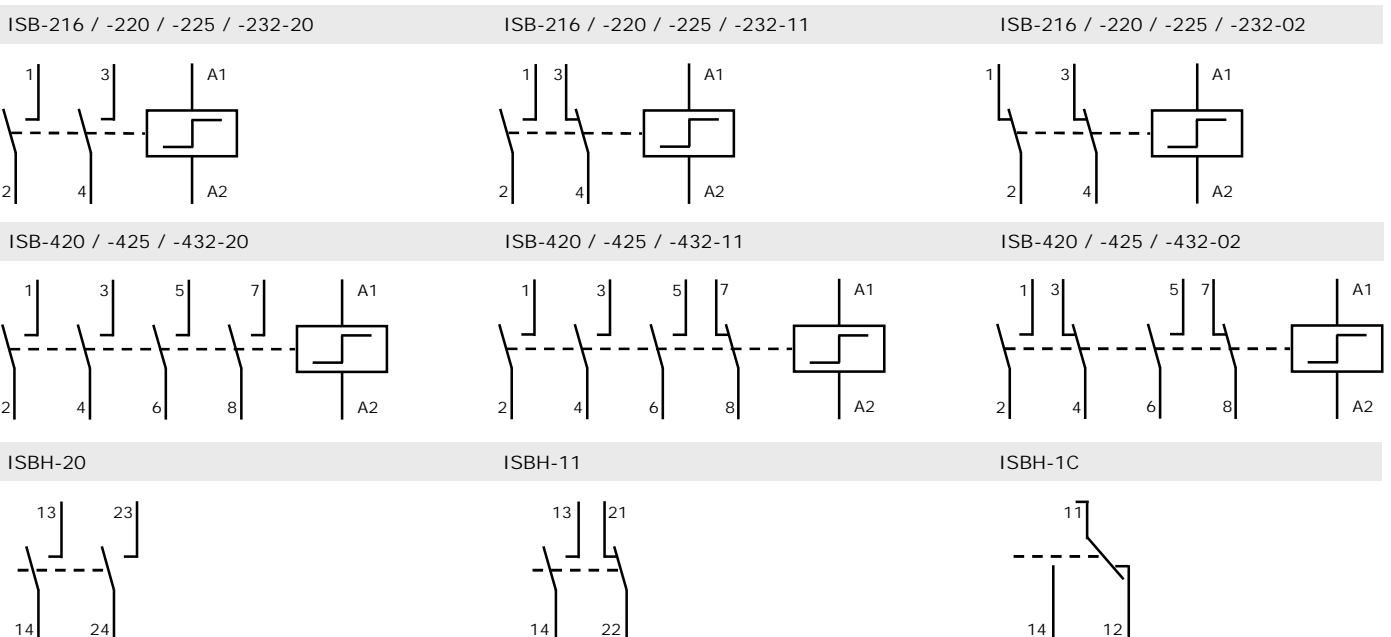 ISB-216 / -220 / -225 / -232-20 ISB-216 / -220 / -225 / -232-11 ISB-216 / -220 / -225 / -232-02
1 3 A1 1 3 A1 1 3 A1
2 4 A2 2 4 A2 2 4 A2
ISB-420 / -425 / -432-20 ISB-420 / -425 / -432-11 ISB-420 / -425 / -432-02
1 3 5 7 A1 1 3 5 7 A1 1 3 5 7 A1
2 4 6 8 A2 2 4 6 8 A2 2 4 6 8 A2
ISBH-20 ISBH-11 ISBH-1C
13 23 13 21 11
14 24 14 22 14 12